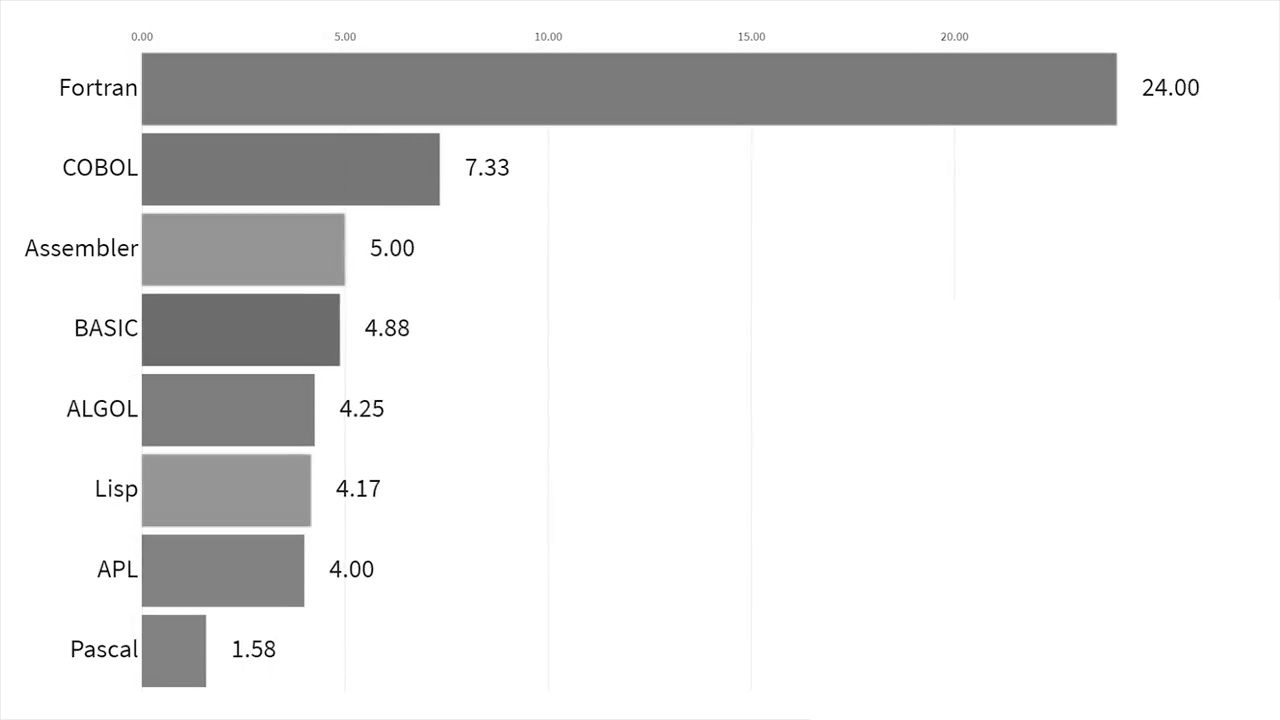 0.00 5.00 10.00 15.00 20.00
Fortran 24.00
COBOL 7.33
Assembler 5.00
BASIC 4.88
ALGOL 4.25
Lisp 4.17
APL 4.00
Pascal 1.58